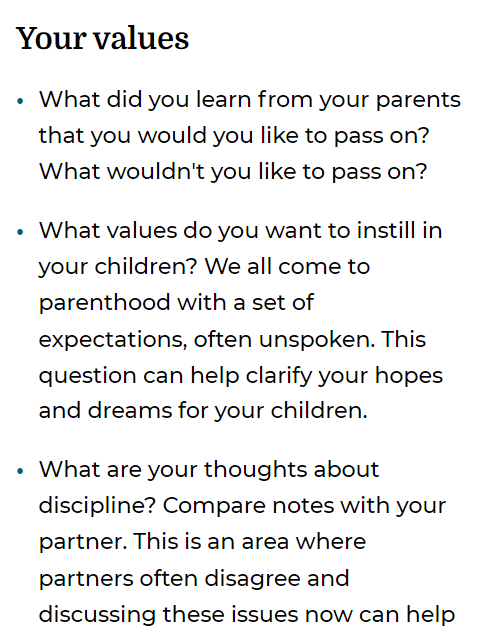 Your values
• What did you learn from your parents
that you would you like to pass on?
What wouldn't you like to pass on?
• What values do you want to instill in
your children? We all come to
parenthood with a set of
expectations, often unspoken. This
question can help clarify your hopes
and dreams for your children.
• What are your thoughts about
discipline? Compare notes with your
partner. This is an area where
partners often disagree and
discussing these issues now can help